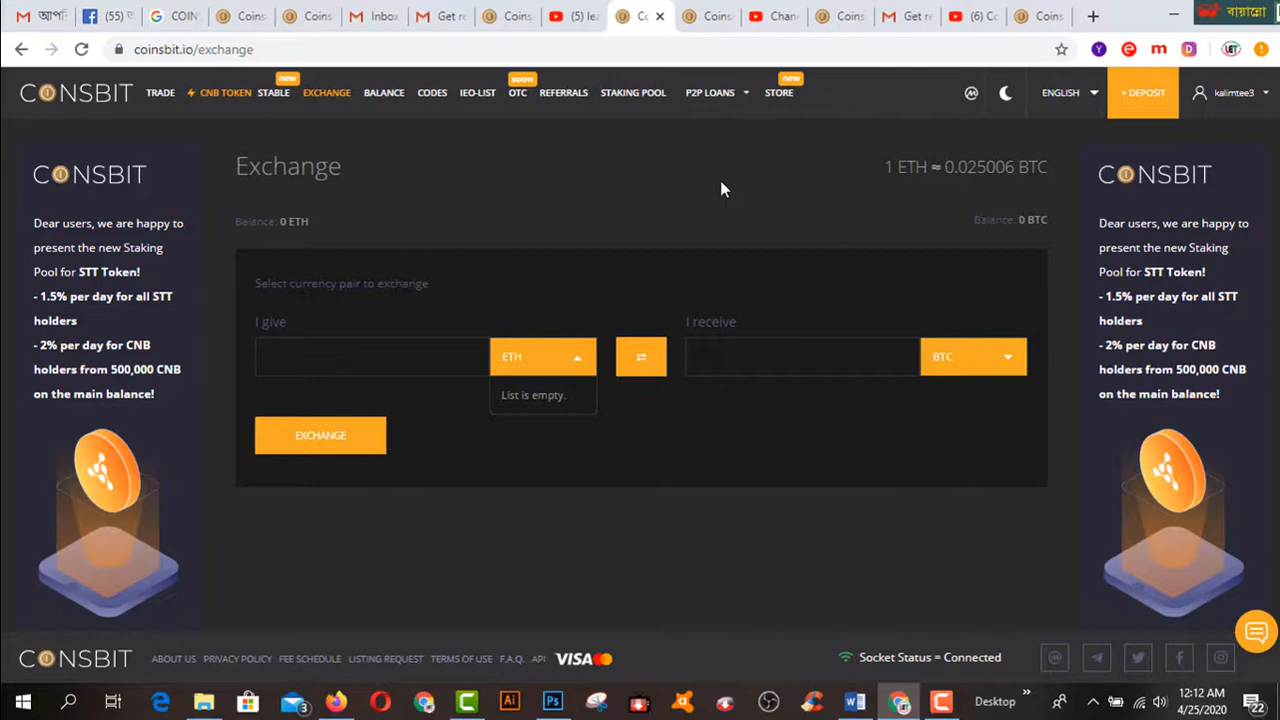 আপনি
(55) ড
COIN
Coins
Coins
Inbox
Get re
Coins
(5) lea
Co
Coins
Chan
Coins
Get re
(6) Co
Coins
বায়ান্নো
coinsbit.io/exchange
CONSBIT
TRADE
CNB TOKEN
new
STABLE
EXCHANGE
BALANCE
CODES
IEO-LIST
soon
OTC
REFERRALS
STAKING POOL
P2P LOANS
new
STORE
ENGLISH
+ DEPOSIT
kalimtee3
CONSBIT
Dear users, we are happy to
present the new Staking
Pool for STT Token!
- 1.5% per day for all STT
holders
- 2% per day for CNB
holders from 500,000 CNB
on the main balance!
Exchange
1 ETH ≈ 0.025006 BTC
Balance: 0 ETH
Balance: 0 BTC
Select currency pair to exchange
I give
I receive
ETH
BTC
List is empty.
EXCHANGE
CONSBIT
Dear users, we are happy to
present the new Staking
Pool for STT Token!
- 1.5% per day for all STT
holders
- 2% per day for CNB
holders from 500,000 CNB
on the main balance!
CONSBIT
ABOUT US
PRIVACY POLICY
FEE SCHEDULE
LISTING REQUEST
TERMS OF USE
F.A.Q.
API
VISA
Socket Status = Connected
3
Desktop
12:12 AM
4/25/2020
22